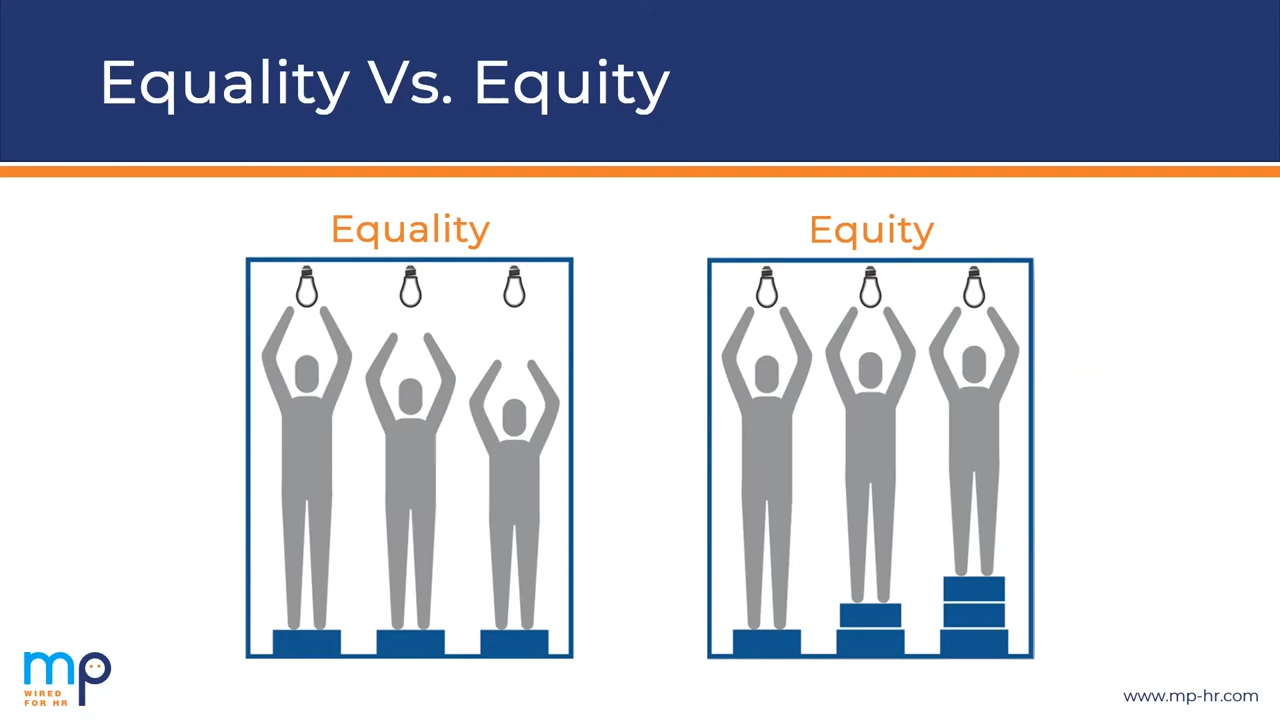 Equality Vs. Equity
Equality
Equity
mp
WIRED
FOR HR
www.mp-hr.com